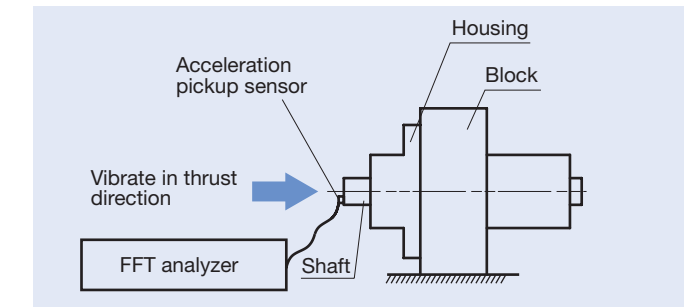 Housing
Acceleration
pickup sensor
Block
Vibrate in thrust
direction
FFT analyzer
Shaft